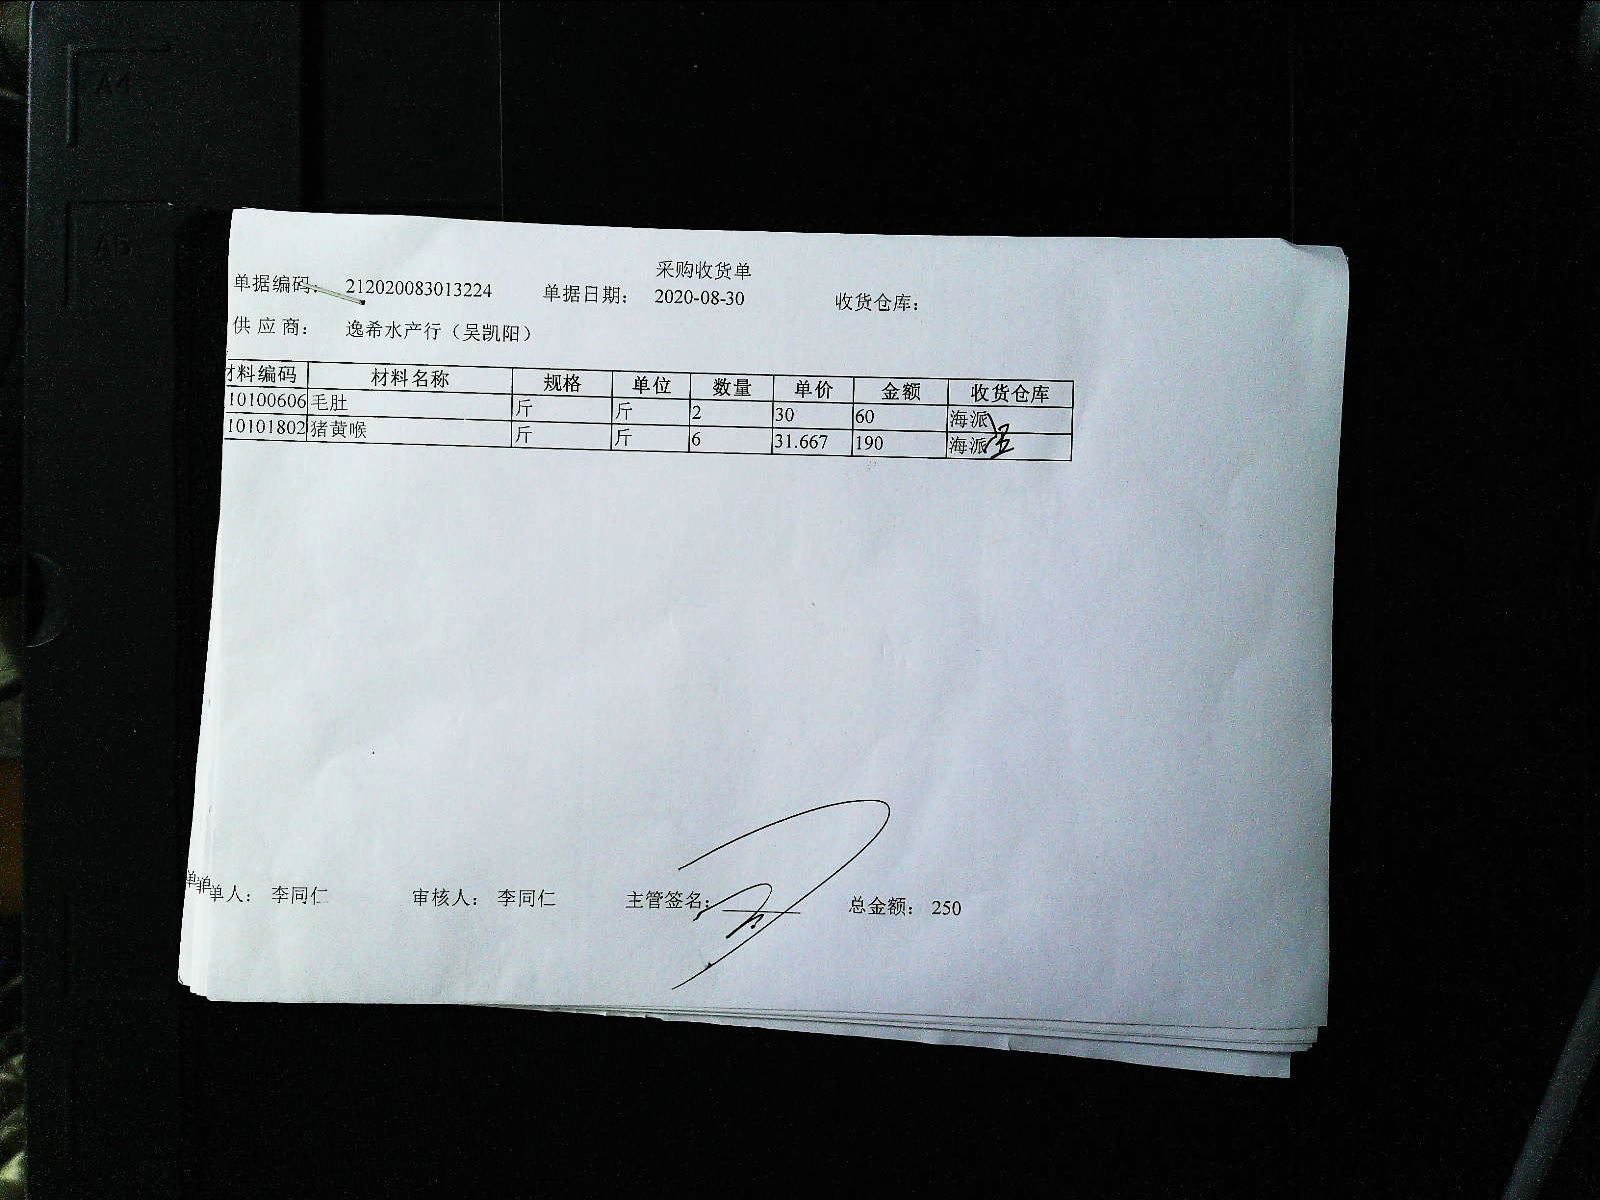 A4
A5
采购收货单
单据编码： 212020083013224 单据日期： 2020-08-30 收货仓库：
供 应 商： 逸希水产行（吴凯阳）
材料编码 材料名称 规格 单位 数量 单价 金额 收货仓库
10100606 毛肚 斤 斤 2 30 60 海派
10101802 猪黄喉 斤 斤 6 31.667 190 海派
单人： 李同仁 审核人： 李同仁 主管签名： 总金额： 250